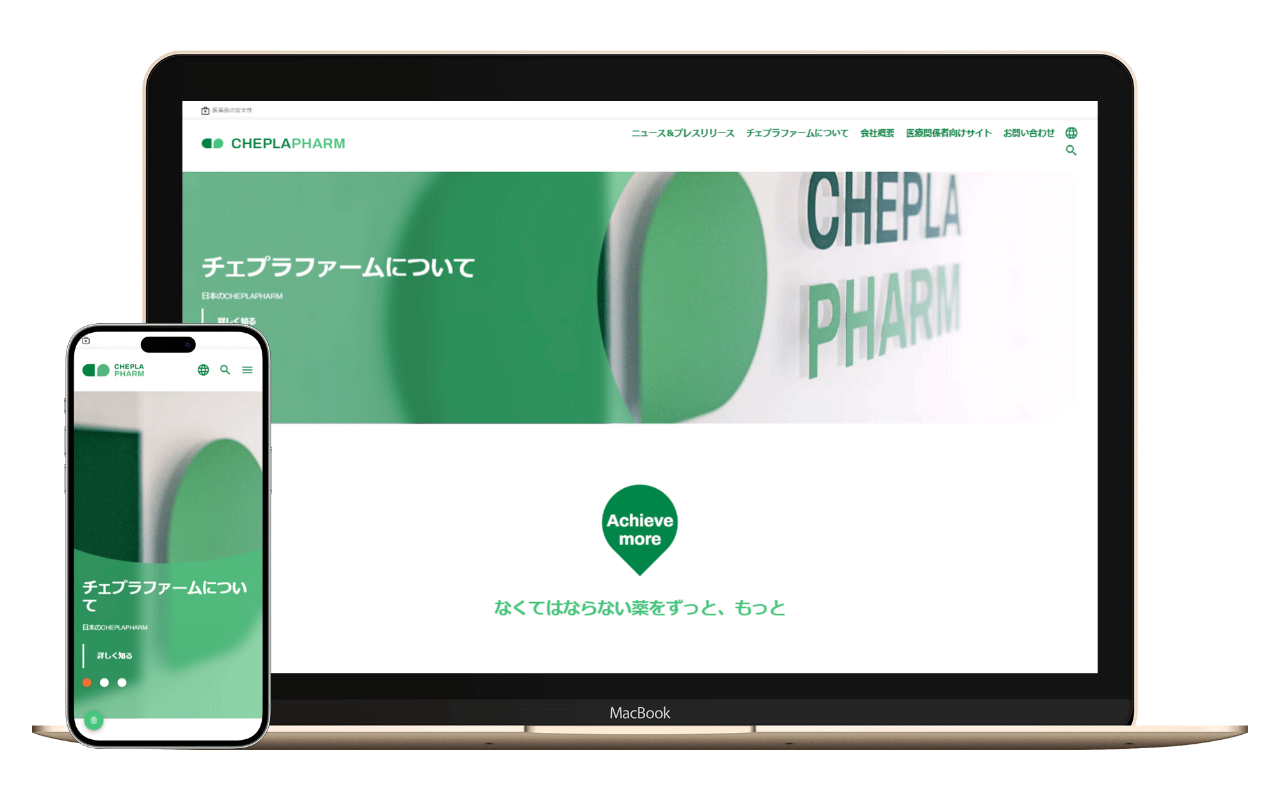 医薬品の安全性
CHEPLAPHARM
ニュース&プレスリリース チェプラファームについて 会社概要 医療関係者向けサイト お問い合わせ
CHEPLA
PHARM
チェプラファームについて
日本のCHEPLAPHARM
詳しく知る
Achieve
more
なくてはならない薬をずっと、もっと
MacBook
CHEPLA
PHARM
チェプラファームについ
て
日本のCHEPLAPHARM
詳しく知る